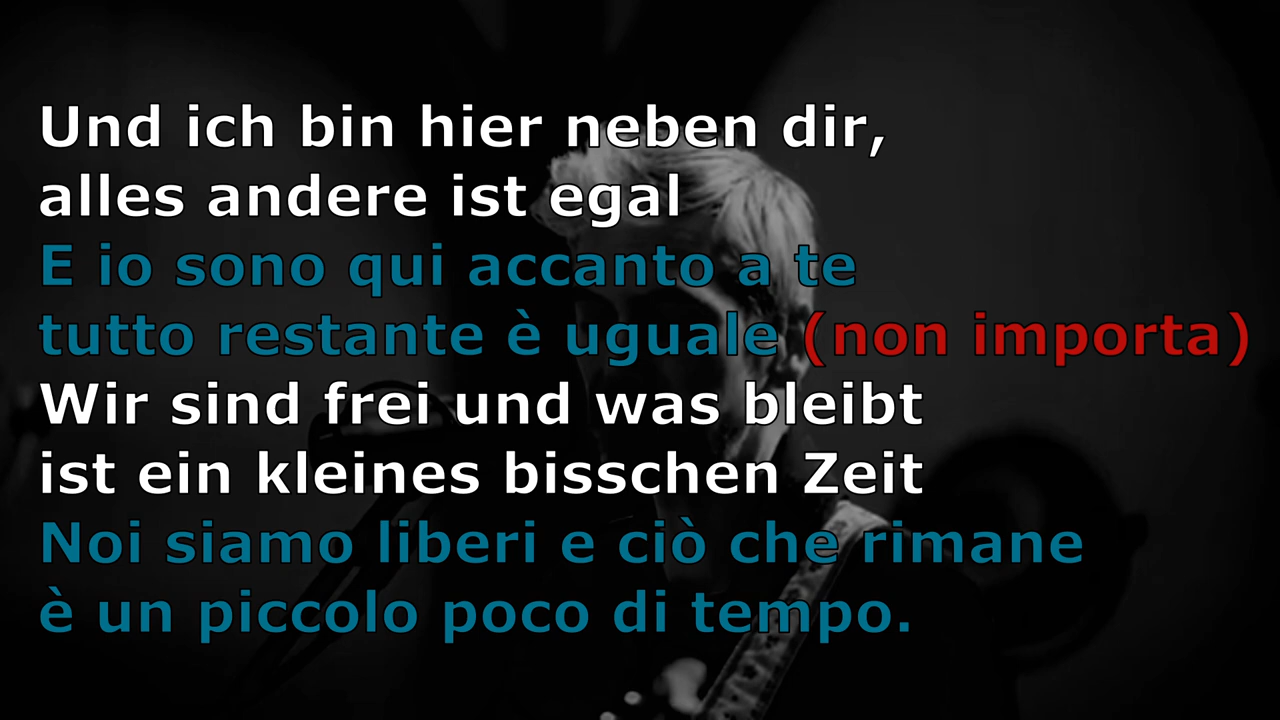 Und ich bin hier neben dir,
alles andere ist egal
E io sono qui accanto a te
tutto restante è uguale (non importa)
Wir sind frei und was bleibt
ist ein kleines bisschen Zeit
Noi siamo liberi e ciò che rimane
è un piccolo poco di tempo.